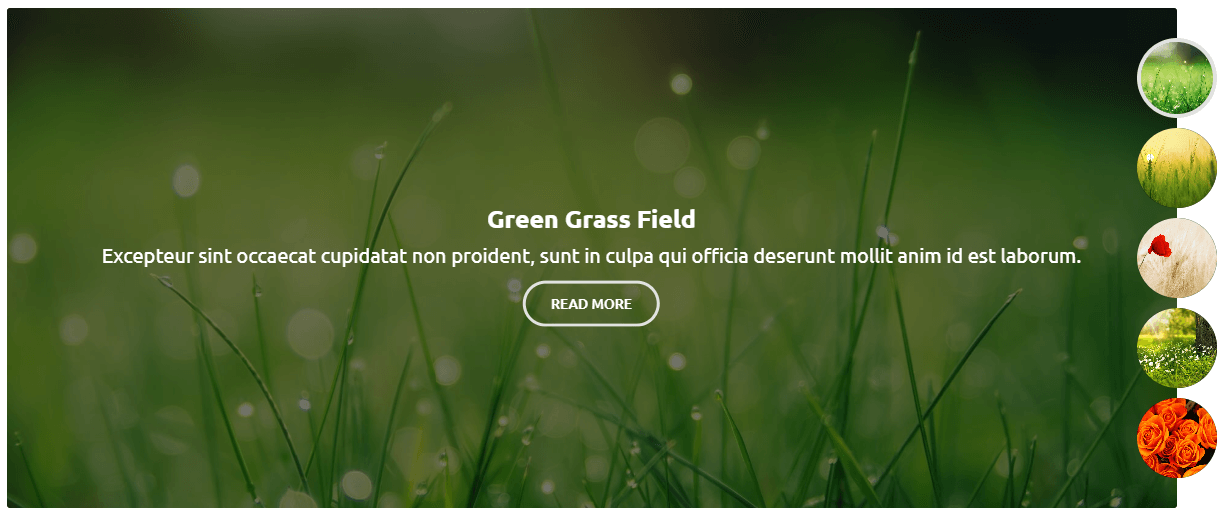 Green Grass Field
Excepteur sint occaecat cupidatat non proident, sunt in culpa qui officia deserunt mollit anim id est laborum.
READ MORE